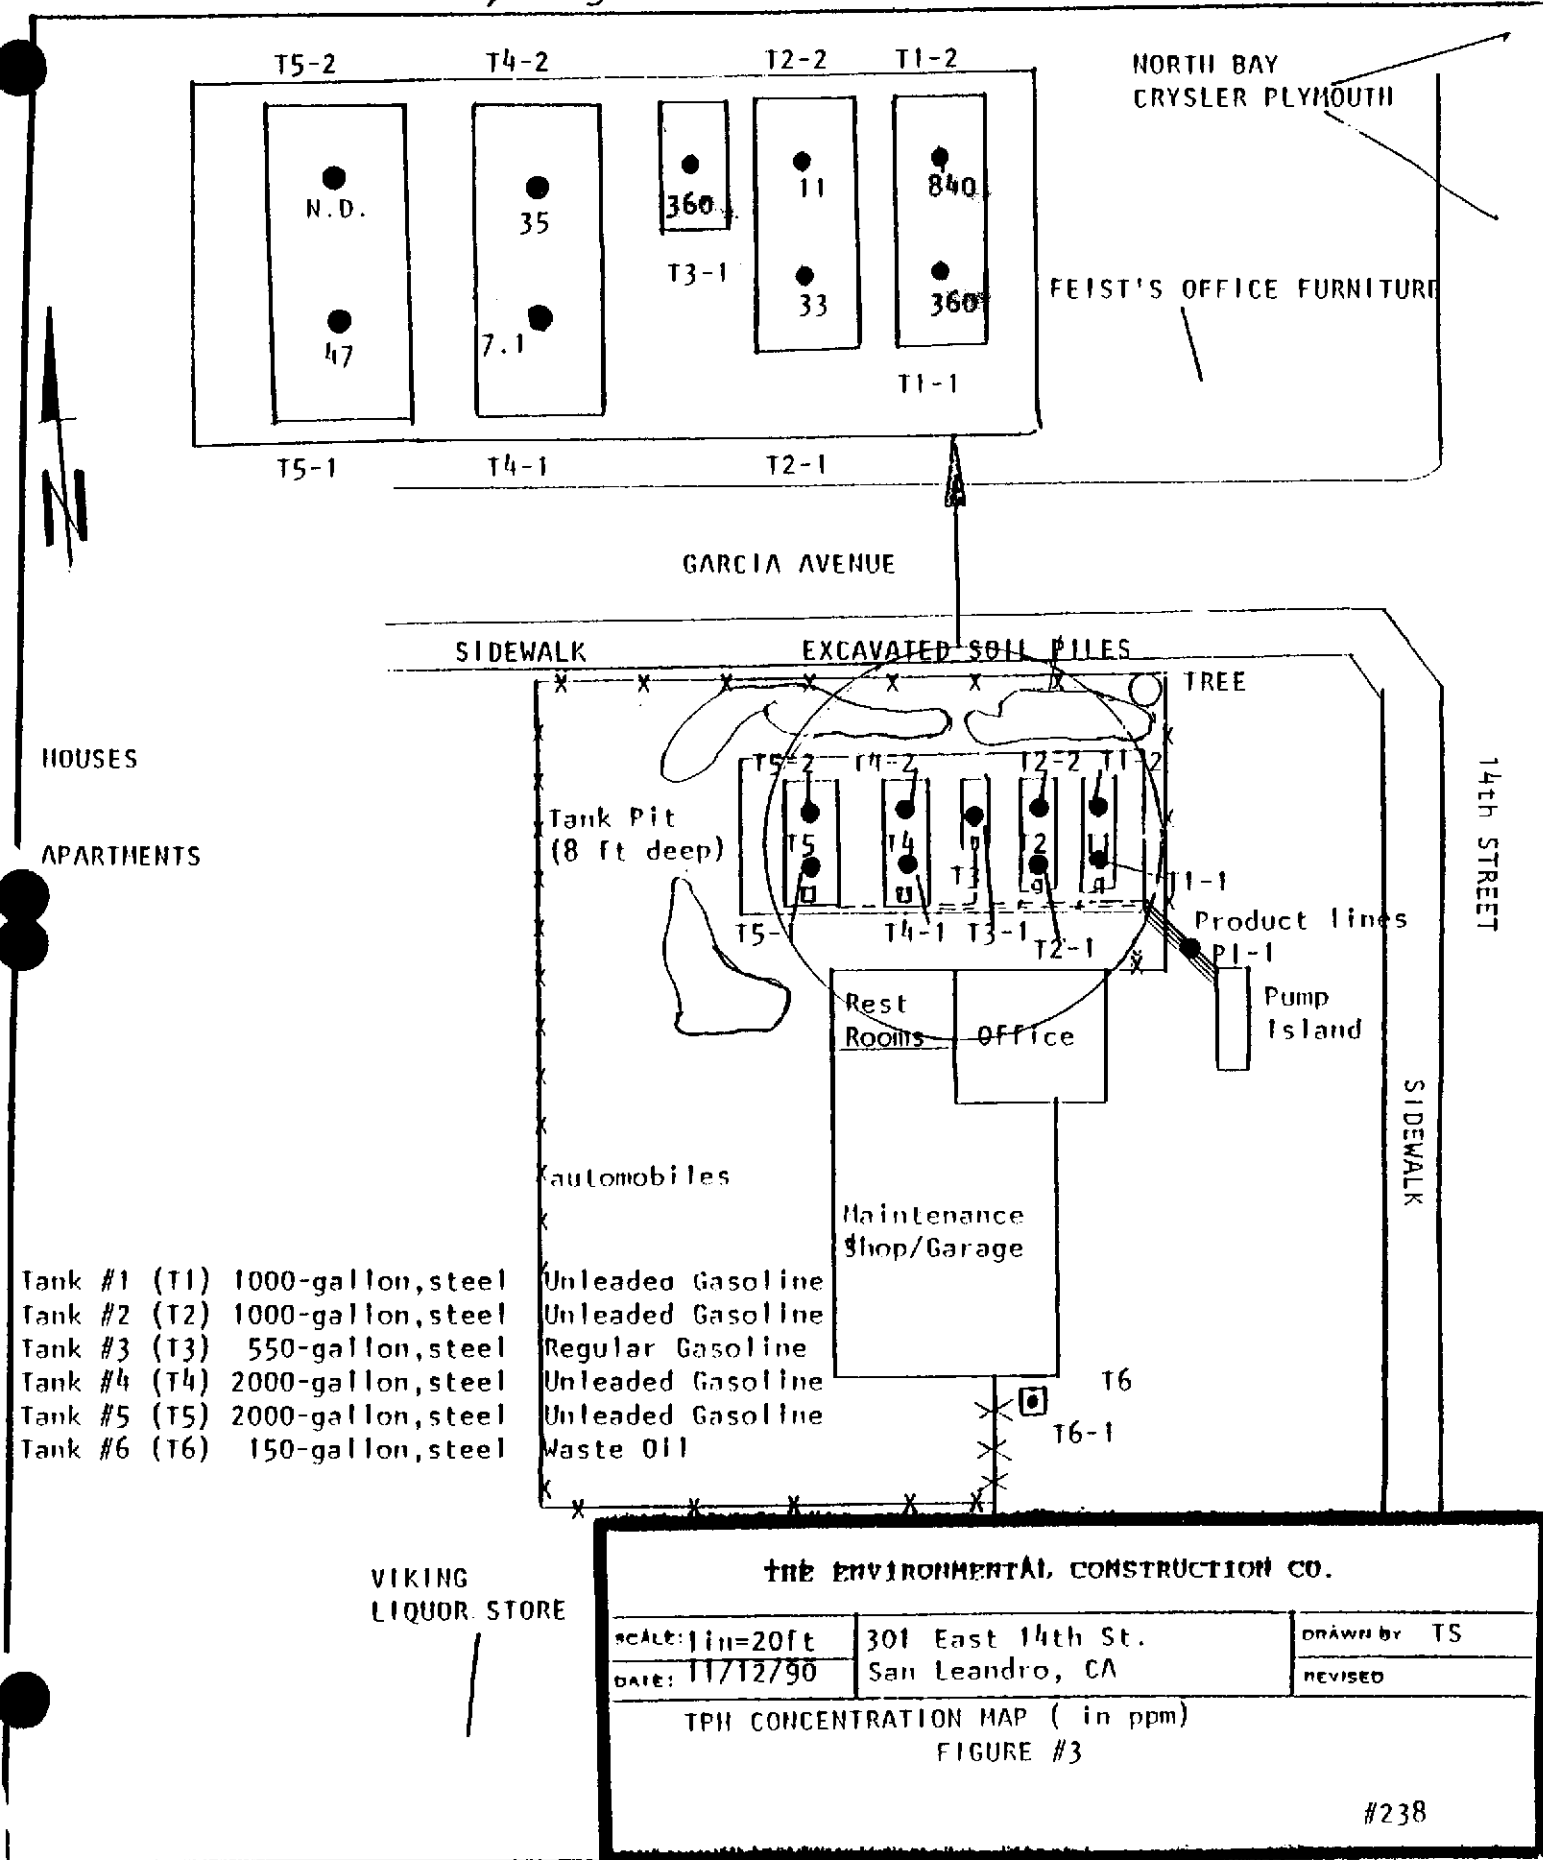 T5-2 T4-2 T2-2 T1-2
NORTH BAY
CRYSLER PLYMOUTH
N.D. 35 360 11 840
T3-1
47 7.1 33 360
FEIST'S OFFICE FURNITURE
T1-1
T5-1 T4-1 T2-1
N
GARCIA AVENUE
SIDEWALK
EXCAVATED SOIL PILES
TREE
HOUSES
APARTMENTS
14th STREET
T5-2 T4-2 T2-2 T1-2
Tank Pit
(8 ft deep)
T5 T4 T3 T2
T1-1
T5-1 T4-1 T3-1 T2-1
Product lines
P1-1
Pump
Island
Rest
Rooms
Office
SIDEWALK
automobiles
Maintenance
Shop/Garage
Tank #1 (T1) 1000-gallon,steel Unleaded Gasoline
Tank #2 (T2) 1000-gallon,steel Unleaded Gasoline
Tank #3 (T3) 550-gallon,steel Regular Gasoline
Tank #4 (T4) 2000-gallon,steel Unleaded Gasoline
Tank #5 (T5) 2000-gallon,steel Unleaded Gasoline
Tank #6 (T6) 150-gallon,steel Waste Oil
T6
T6-1
VIKING
LIQUOR STORE
THE ENVIRONMENTAL CONSTRUCTION CO.
SCALE: 1in=20ft
DATE: 11/12/90
301 East 14th St.
San Leandro, CA
DRAWN BY TS
REVISED
TPH CONCENTRATION MAP ( in ppm)
FIGURE #3
#238